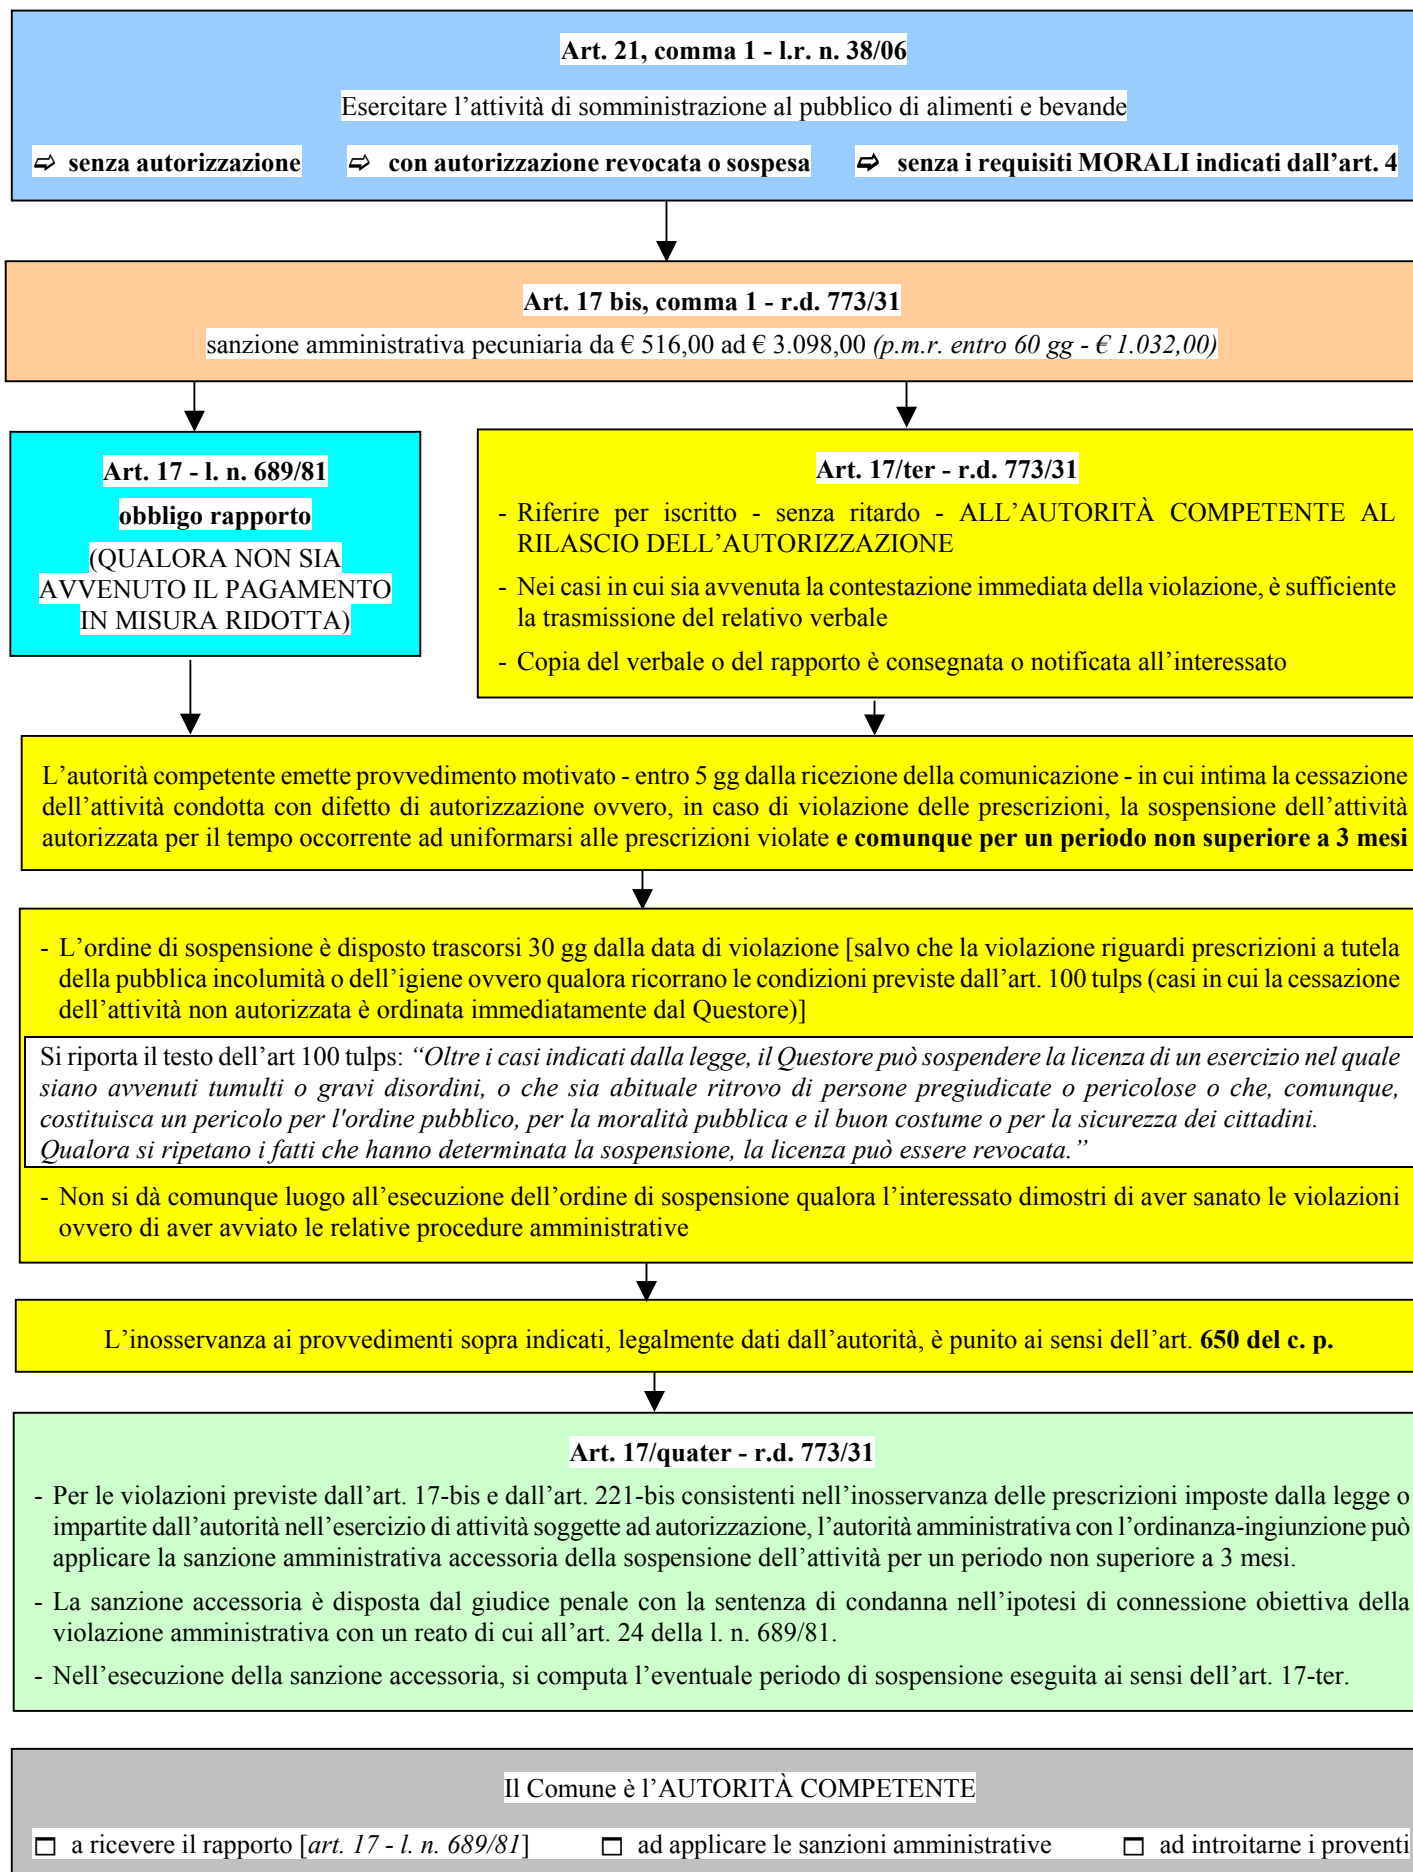 Art. 21, comma 1 - l.r. n. 38/06
Esercitare l’attività di somministrazione al pubblico di alimenti e bevande
⇨ senza autorizzazione ⇨ con autorizzazione revocata o sospesa ⇨ senza i requisiti MORALI indicati dall’art. 4
Art. 17 bis, comma 1 - r.d. 773/31
sanzione amministrativa pecuniaria da € 516,00 ad € 3.098,00 (p.m.r. entro 60 gg - € 1.032,00)
Art. 17 - l. n. 689/81
obbligo rapporto
(QUALORA NON SIA
AVVENUTO IL PAGAMENTO
IN MISURA RIDOTTA)
Art. 17/ter - r.d. 773/31
- Riferire per iscritto - senza ritardo - ALL’AUTORITÀ COMPETENTE AL
RILASCIO DELL’AUTORIZZAZIONE
- Nei casi in cui sia avvenuta la contestazione immediata della violazione, è sufficiente
la trasmissione del relativo verbale
- Copia del verbale o del rapporto è consegnata o notificata all’interessato
L’autorità competente emette provvedimento motivato - entro 5 gg dalla ricezione della comunicazione - in cui intima la cessazione
dell’attività condotta con difetto di autorizzazione ovvero, in caso di violazione delle prescrizioni, la sospensione dell’attività
autorizzata per il tempo occorrente ad uniformarsi alle prescrizioni violate e comunque per un periodo non superiore a 3 mesi
- L’ordine di sospensione è disposto trascorsi 30 gg dalla data di violazione [salvo che la violazione riguardi prescrizioni a tutela
della pubblica incolumità o dell’igiene ovvero qualora ricorrano le condizioni previste dall’art. 100 tulps (casi in cui la cessazione
dell’attività non autorizzata è ordinata immediatamente dal Questore)]
Si riporta il testo dell’art 100 tulps: “Oltre i casi indicati dalla legge, il Questore può sospendere la licenza di un esercizio nel quale
siano avvenuti tumulti o gravi disordini, o che sia abituale ritrovo di persone pregiudicate o pericolose o che, comunque,
costituisca un pericolo per l'ordine pubblico, per la moralità pubblica e il buon costume o per la sicurezza dei cittadini.
Qualora si ripetano i fatti che hanno determinata la sospensione, la licenza può essere revocata.”
- Non si dà comunque luogo all’esecuzione dell’ordine di sospensione qualora l’interessato dimostri di aver sanato le violazioni
ovvero di aver avviato le relative procedure amministrative
L’inosservanza ai provvedimenti sopra indicati, legalmente dati dall’autorità, è punito ai sensi dell’art. 650 del c. p.
Art. 17/quater - r.d. 773/31
- Per le violazioni previste dall’art. 17-bis e dall’art. 221-bis consistenti nell’inosservanza delle prescrizioni imposte dalla legge o
impartite dall’autorità nell’esercizio di attività soggette ad autorizzazione, l’autorità amministrativa con l’ordinanza-ingiunzione può
applicare la sanzione amministrativa accessoria della sospensione dell’attività per un periodo non superiore a 3 mesi.
- La sanzione accessoria è disposta dal giudice penale con la sentenza di condanna nell’ipotesi di connessione obiettiva della
violazione amministrativa con un reato di cui all’art. 24 della l. n. 689/81.
- Nell’esecuzione della sanzione accessoria, si computa l’eventuale periodo di sospensione eseguita ai sensi dell’art. 17-ter.
Il Comune è l’AUTORITÀ COMPETENTE
□ a ricevere il rapporto [art. 17 - l. n. 689/81] □ ad applicare le sanzioni amministrative □ ad introitarne i proventi